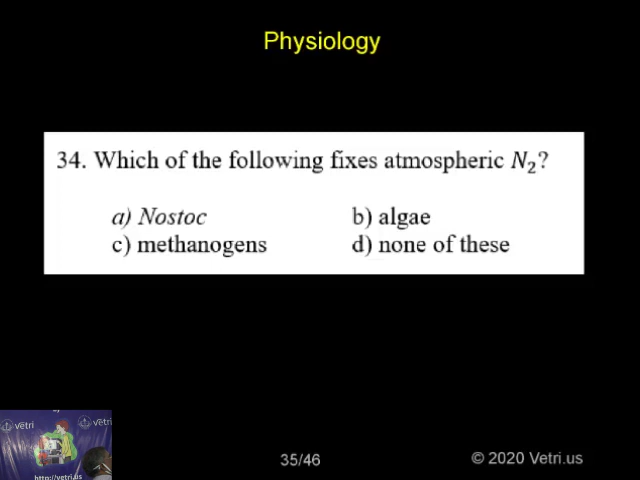 Physiology
34. Which of the following fixes atmospheric N₂?
a) Nostoc b) algae
c) methanogens d) none of these
vetri vetri
http://vetri.us
35/46 © 2020 Vetri.us